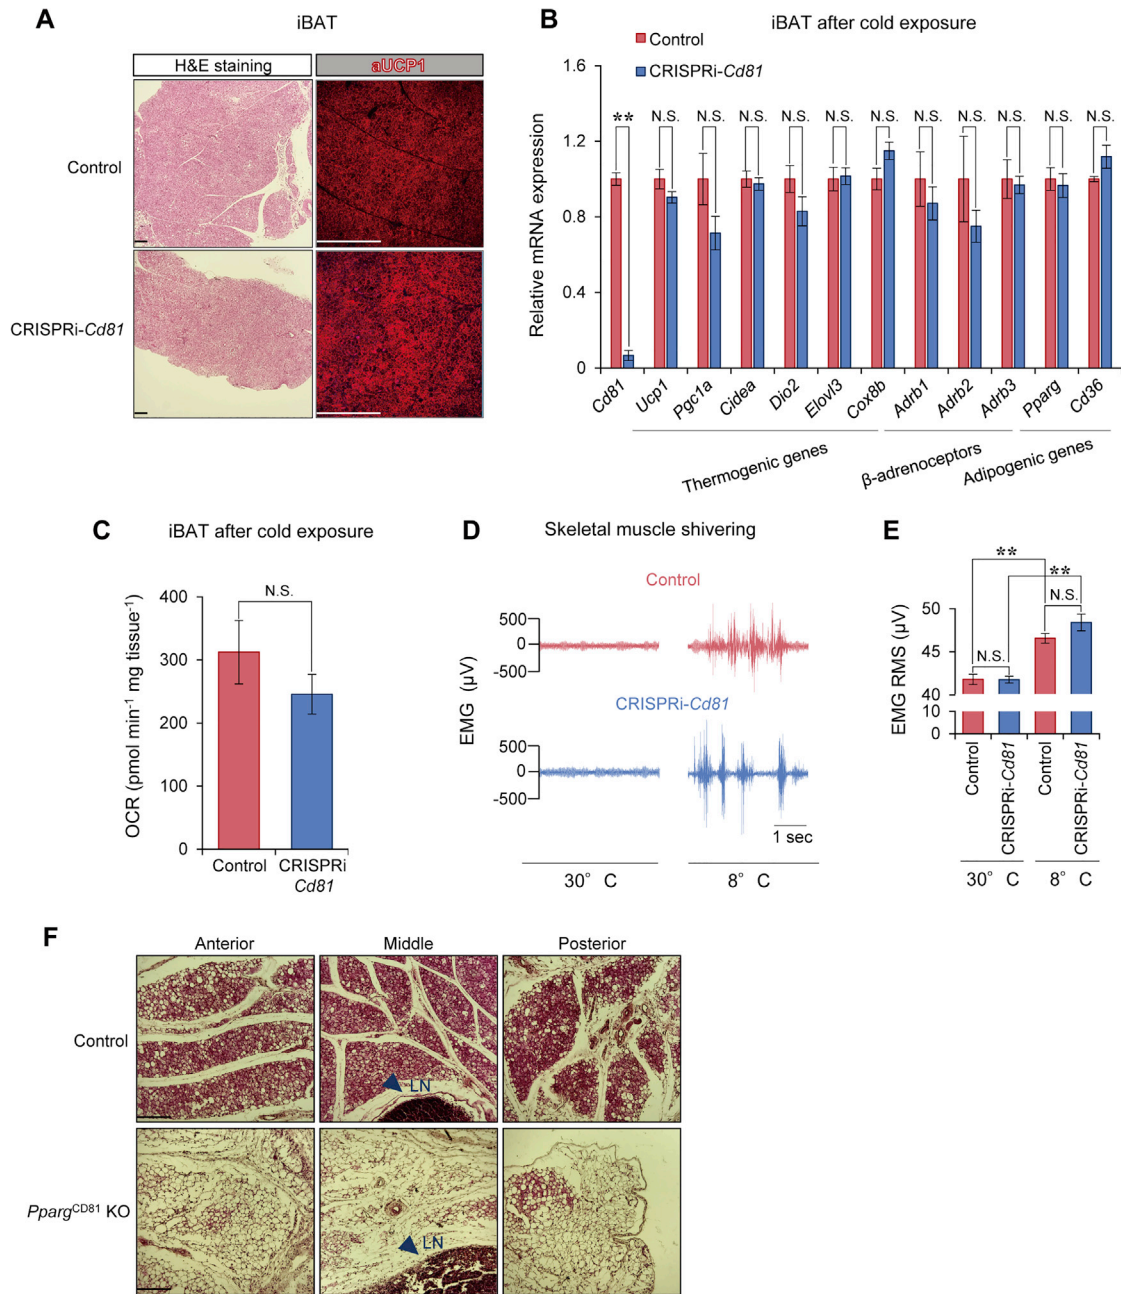 A
iBAT
H&E staining
aUCP1
Control
CRISPRi-Cd81
B
iBAT after cold exposure
Control
CRISPRi-Cd81
Relative mRNA expression
1.6
1.2
0.8
0.4
0
**
N.S.
N.S.
N.S.
N.S.
N.S.
N.S.
N.S.
N.S.
N.S.
N.S.
N.S.
Cd81
Ucp1
Pgc1a
Cidea
Dio2
Elovl3
Cox8b
Adrb1
Adrb2
Adrb3
Pparg
Cd36
Thermogenic genes
β-adrenoceptors
Adipogenic genes
C
iBAT after cold exposure
OCR (pmol min⁻¹ mg tissue⁻¹)
400
300
200
100
0
N.S.
Control
CRISPRi
Cd81
D
Skeletal muscle shivering
Control
EMG (µV)
500
0
-500
CRISPRi-Cd81
500
0
-500
1 sec
30° C
8° C
E
EMG RMS (µV)
50
45
40
10
0
**
**
N.S.
N.S.
Control
CRISPRi-Cd81
Control
CRISPRi-Cd81
30° C
8° C
F
Anterior
Middle
Posterior
Control
LN
Pparg^CD81 KO
LN